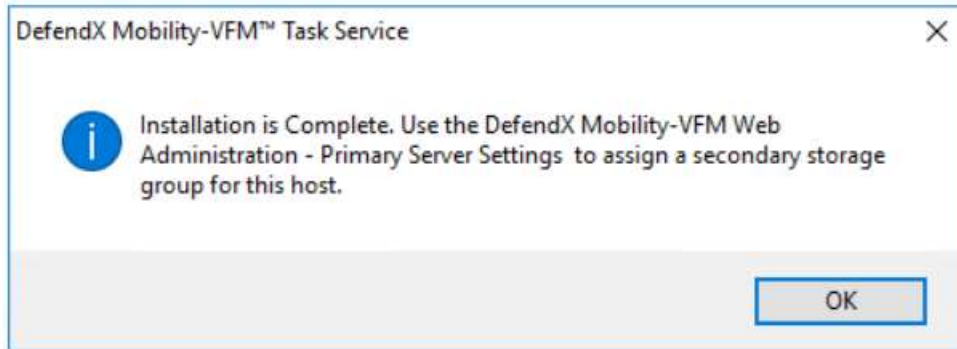 DefendX Mobility-VFM™ Task Service
Installation is Complete. Use the DefendX Mobility-VFM Web
Administration - Primary Server Settings  to assign a secondary storage
group for this host.
OK